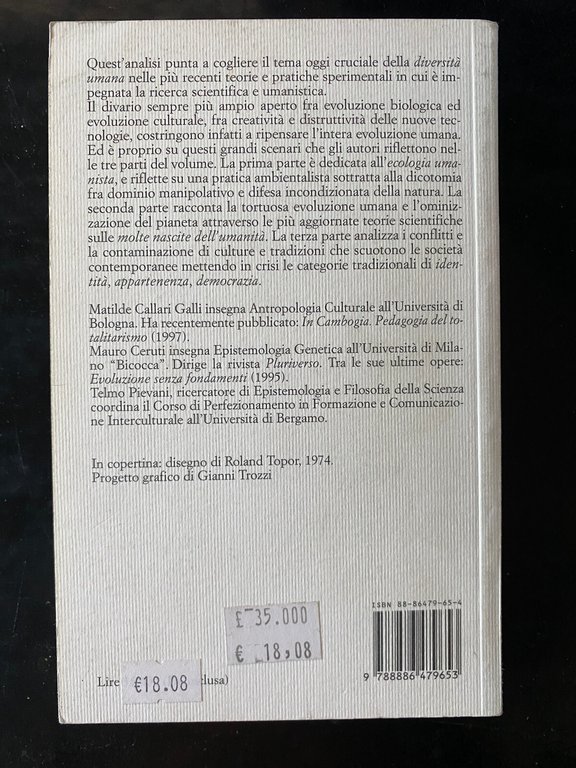 Quest'analisi punta a cogliere il tema oggi cruciale della diversità
umana nelle più recenti teorie e pratiche sperimentali in cui è im-
pegnata la ricerca scientifica e umanistica.
Il divario sempre più ampio aperto fra evoluzione biologica ed
evoluzione culturale, fra creatività e distruttività delle nuove tec-
nologie, costringono infatti a ripensare l'intera evoluzione umana.
Ed è proprio su questi grandi scenari che gli autori riflettono nel-
le tre parti del volume. La prima parte è dedicata all'ecologia uma-
nista, e riflette su una pratica ambientalista sottratta alla dicotomia
fra dominio manipolativo e difesa incondizionata della natura. La
seconda parte racconta la tortuosa evoluzione umana e l'ominiz-
zazione del pianeta attraverso le più aggiornate teorie scientifiche
sulle molte nascite dell'umanità. La terza parte analizza i conflitti e
la contaminazione di culture e tradizioni che scuotono le società
contemporanee mettendo in crisi le categorie tradizionali di iden-
tità, appartenenza, democrazia.
Matilde Callari Galli insegna Antropologia Culturale all'Università di
Bologna. Ha recentemente pubblicato: In Cambogia. Pedagogia del to-
talitarismo (1997).
Mauro Ceruti insegna Epistemologia Genetica all'Università di Mila-
no “Bicocca”. Dirige la rivista Pluriverso. Tra le sue ultime opere:
Evoluzione senza fondamenti (1995).
Telmo Pievani, ricercatore di Epistemologia e Filosofia della Scienza
coordina il Corso di Perfezionamento in Formazione e Comunicazio-
ne Interculturale all'Università di Bergamo.
In copertina: disegno di Roland Topor, 1974.
Progetto grafico di Gianni Trozzi
£ 35.000
€ 18,08
ISBN 88-86479-65-4
9 788886 479653
Lire €18.08 lusa)